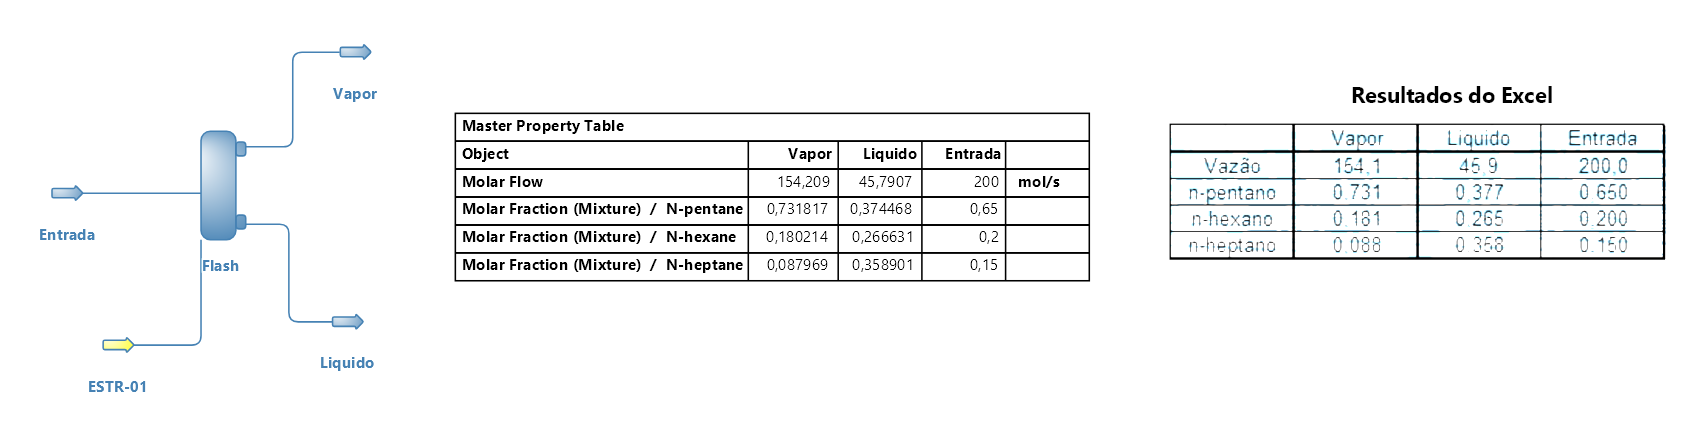 Vapor
Entrada
Flash
Liquido
ESTR-01
Master Property Table
Object Vapor Liquido Entrada
Molar Flow 154,209 45,7907 200 mol/s
Molar Fraction (Mixture) / N-pentane 0,731817 0,374468 0,65
Molar Fraction (Mixture) / N-hexane 0,180214 0,266631 0,2
Molar Fraction (Mixture) / N-heptane 0,087969 0,358901 0,15
Resultados do Excel
Vapor Liquido Entrada
Vazão 154,1 45,9 200,0
n-pentano 0.731 0.377 0.650
n-hexano 0.181 0.265 0.200
n-heptano 0.088 0.358 0.150